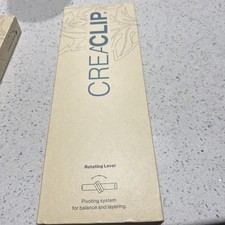 CREACLIP
Rotating Level
Pivoting system
for balance and layering.